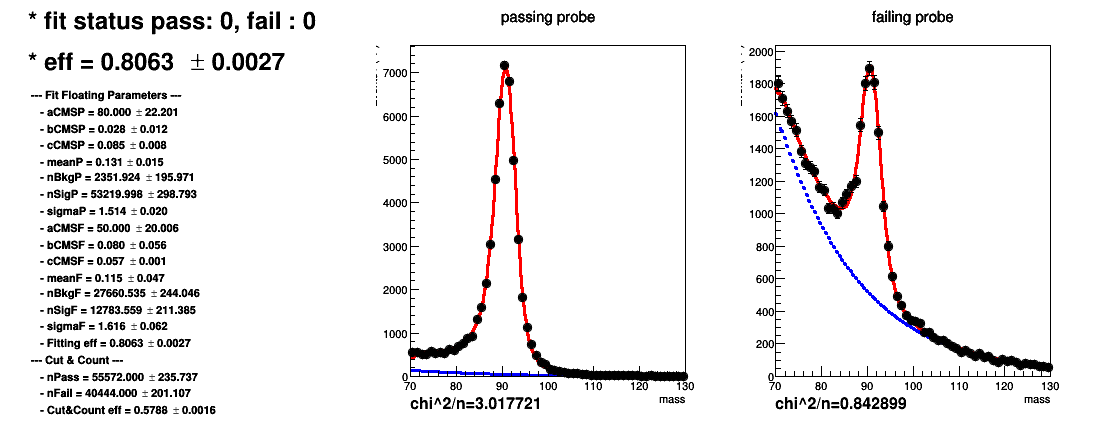 * fit status pass: 0, fail : 0
* eff = 0.8063 ± 0.0027
--- Fit Floating Parameters ---
- aCMSP = 80.000 ± 22.201
- bCMSP = 0.028 ± 0.012
- cCMSP = 0.085 ± 0.008
- meanP = 0.131 ± 0.015
- nBkgP = 2351.924 ± 195.971
- nSigP = 53219.998 ± 298.793
- sigmaP = 1.514 ± 0.020
- aCMSF = 50.000 ± 20.006
- bCMSF = 0.080 ± 0.056
- cCMSF = 0.057 ± 0.001
- meanF = 0.115 ± 0.047
- nBkgF = 27660.535 ± 244.046
- nSigF = 12783.559 ± 211.385
- sigmaF = 1.616 ± 0.062
- Fitting eff = 0.8063 ± 0.0027
--- Cut & Count ---
- nPass = 55572.000 ± 235.737
- nFail = 40444.000 ± 201.107
- Cut&Count eff = 0.5788 ± 0.0016
passing probe
7000
6000
5000
4000
3000
2000
1000
0
70 80 90 100 110 120 130
mass
chi^2/n=3.017721
failing probe
2000
1800
1600
1400
1200
1000
800
600
400
200
0
70 80 90 100 110 120 130
mass
chi^2/n=0.842899